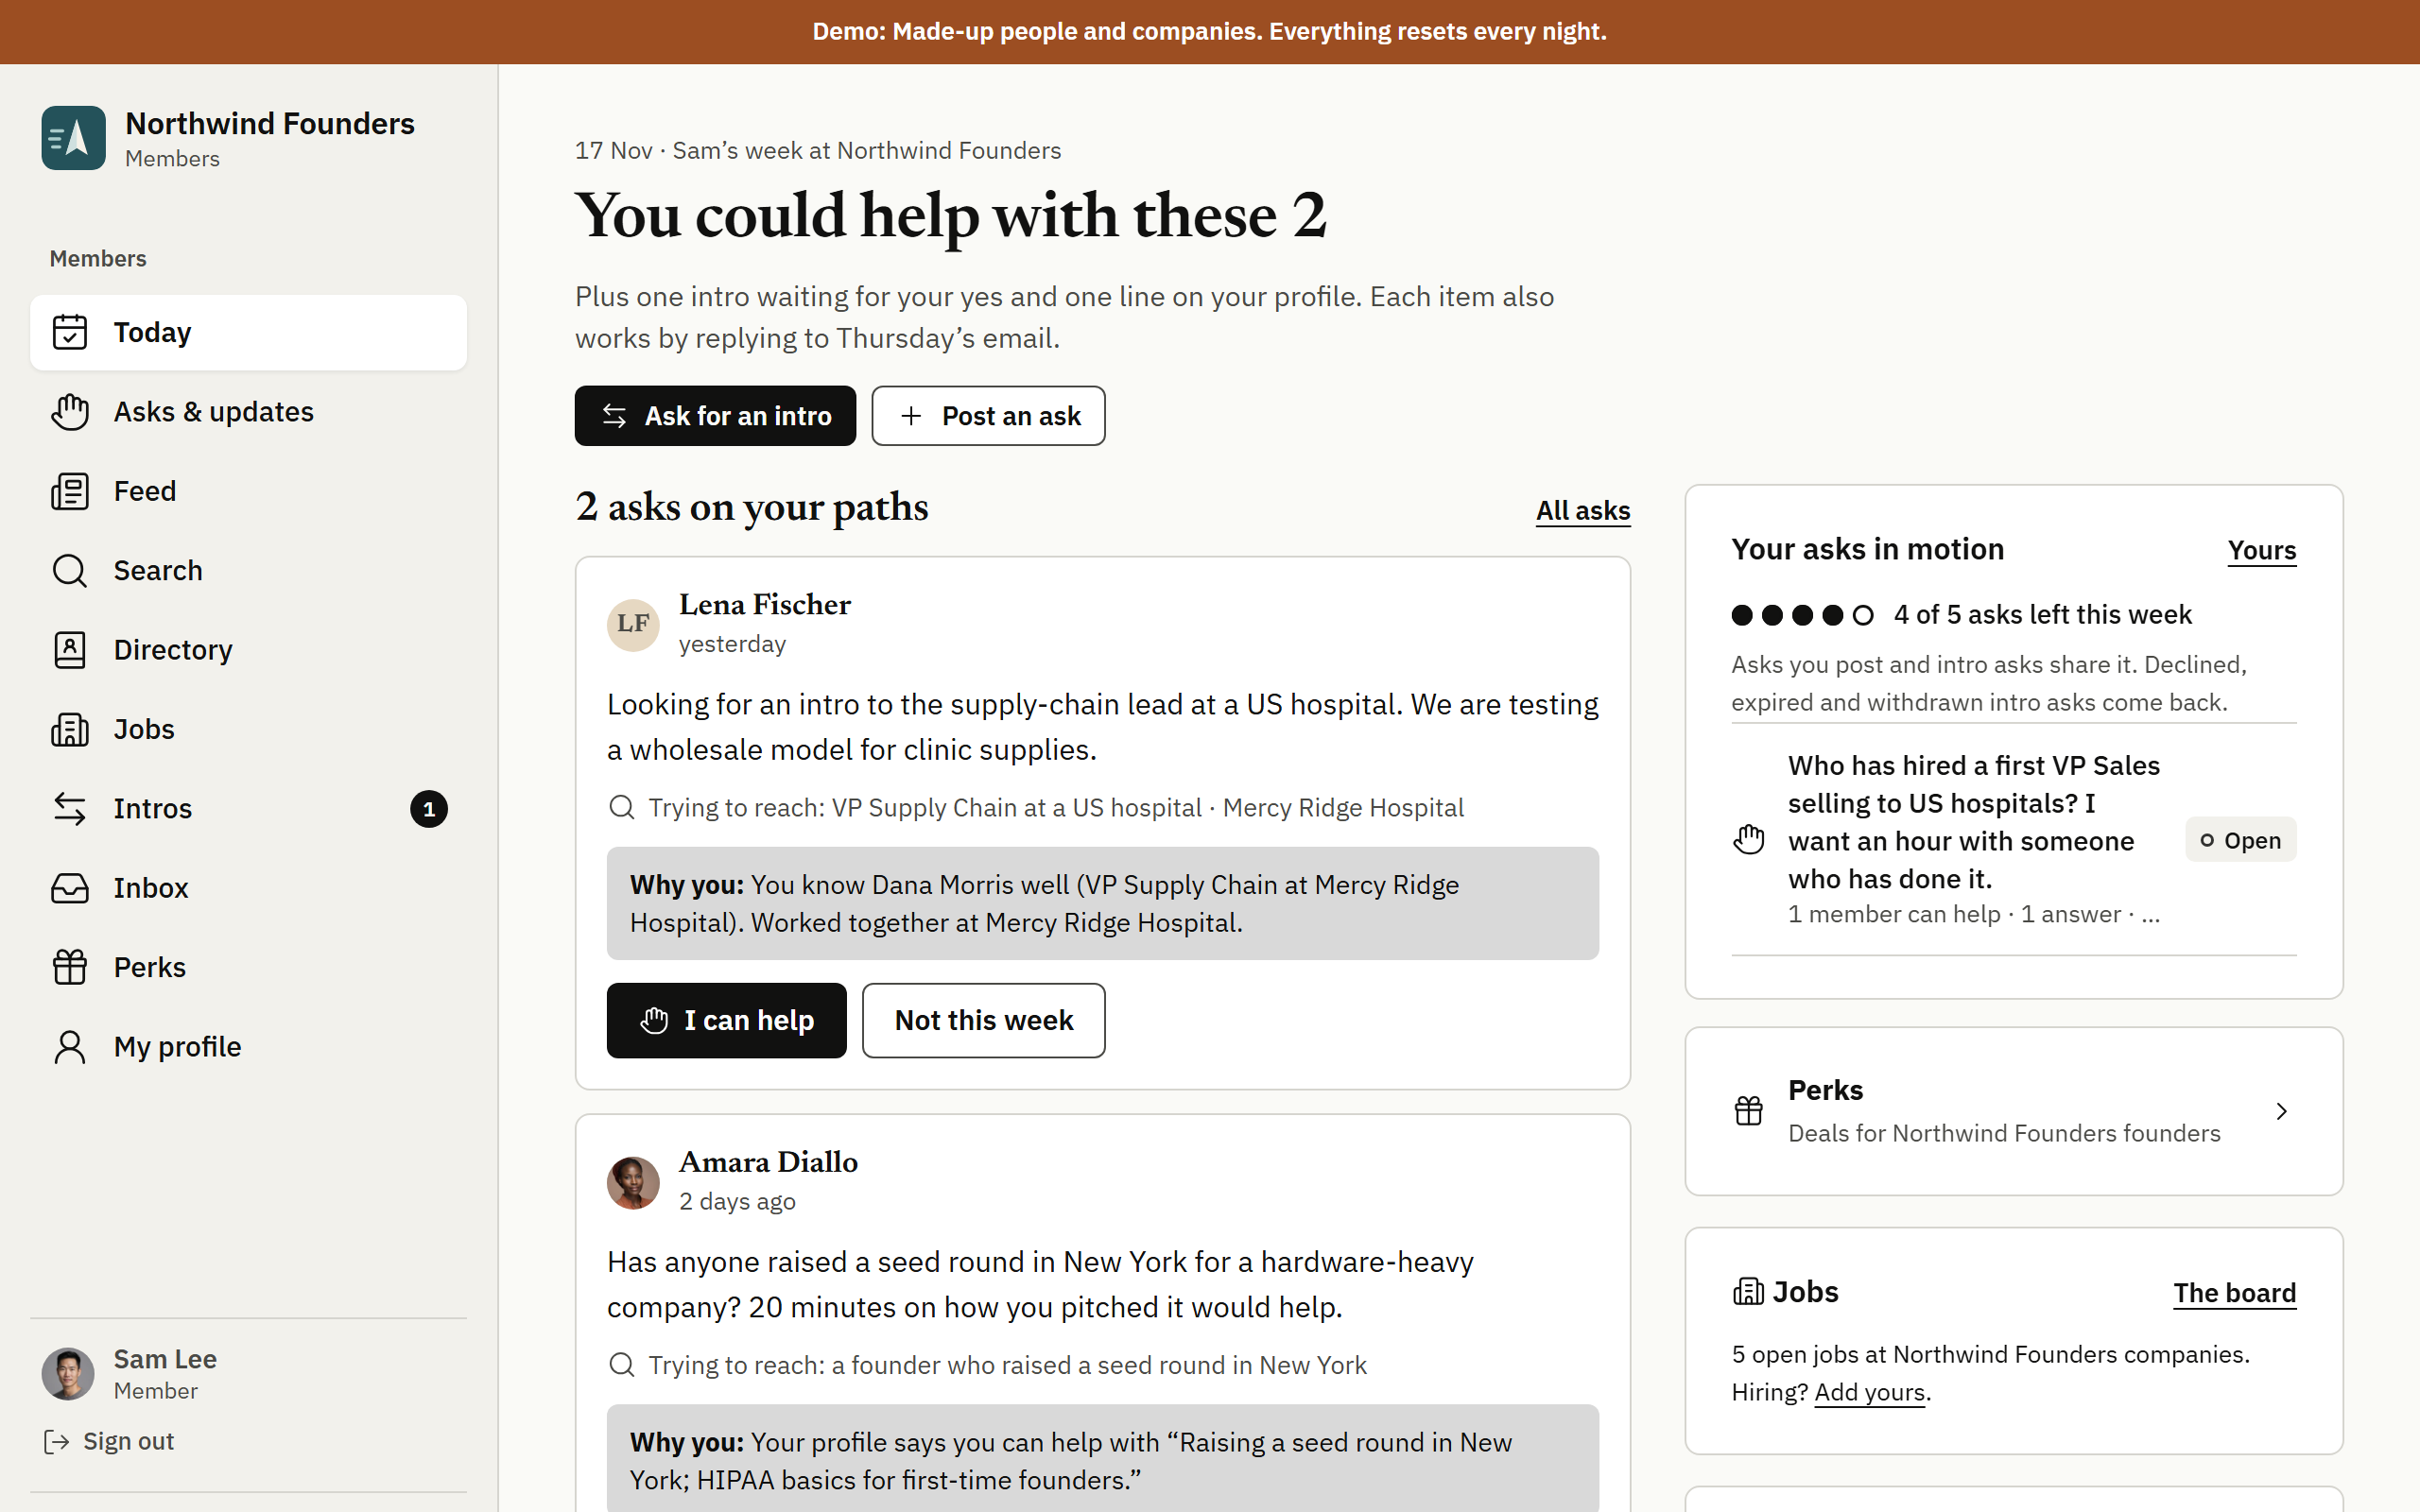 Demo: Made-up people and companies. Everything resets every night.
Northwind Founders
Members
Members
Today
Asks & updates
Feed
Search
Directory
Jobs
Intros
1
Inbox
Perks
My profile
Sam Lee
Member
Sign out
17 Nov · Sam’s week at Northwind Founders
You could help with these 2
Plus one intro waiting for your yes and one line on your profile. Each item also
works by replying to Thursday’s email.
Ask for an intro
Post an ask
2 asks on your paths
All asks
LF
Lena Fischer
yesterday
Looking for an intro to the supply-chain lead at a US hospital. We are testing
a wholesale model for clinic supplies.
Trying to reach: VP Supply Chain at a US hospital · Mercy Ridge Hospital
Why you: You know Dana Morris well (VP Supply Chain at Mercy Ridge
Hospital). Worked together at Mercy Ridge Hospital.
I can help
Not this week
Amara Diallo
2 days ago
Has anyone raised a seed round in New York for a hardware-heavy
company? 20 minutes on how you pitched it would help.
Trying to reach: a founder who raised a seed round in New York
Why you: Your profile says you can help with “Raising a seed round in New
York; HIPAA basics for first-time founders.”
Your asks in motion
Yours
4 of 5 asks left this week
Asks you post and intro asks share it. Declined,
expired and withdrawn intro asks come back.
Who has hired a first VP Sales
selling to US hospitals? I
want an hour with someone
who has done it.
1 member can help · 1 answer · ...
Open
Perks
Deals for Northwind Founders founders
Jobs
The board
5 open jobs at Northwind Founders companies.
Hiring? Add yours.